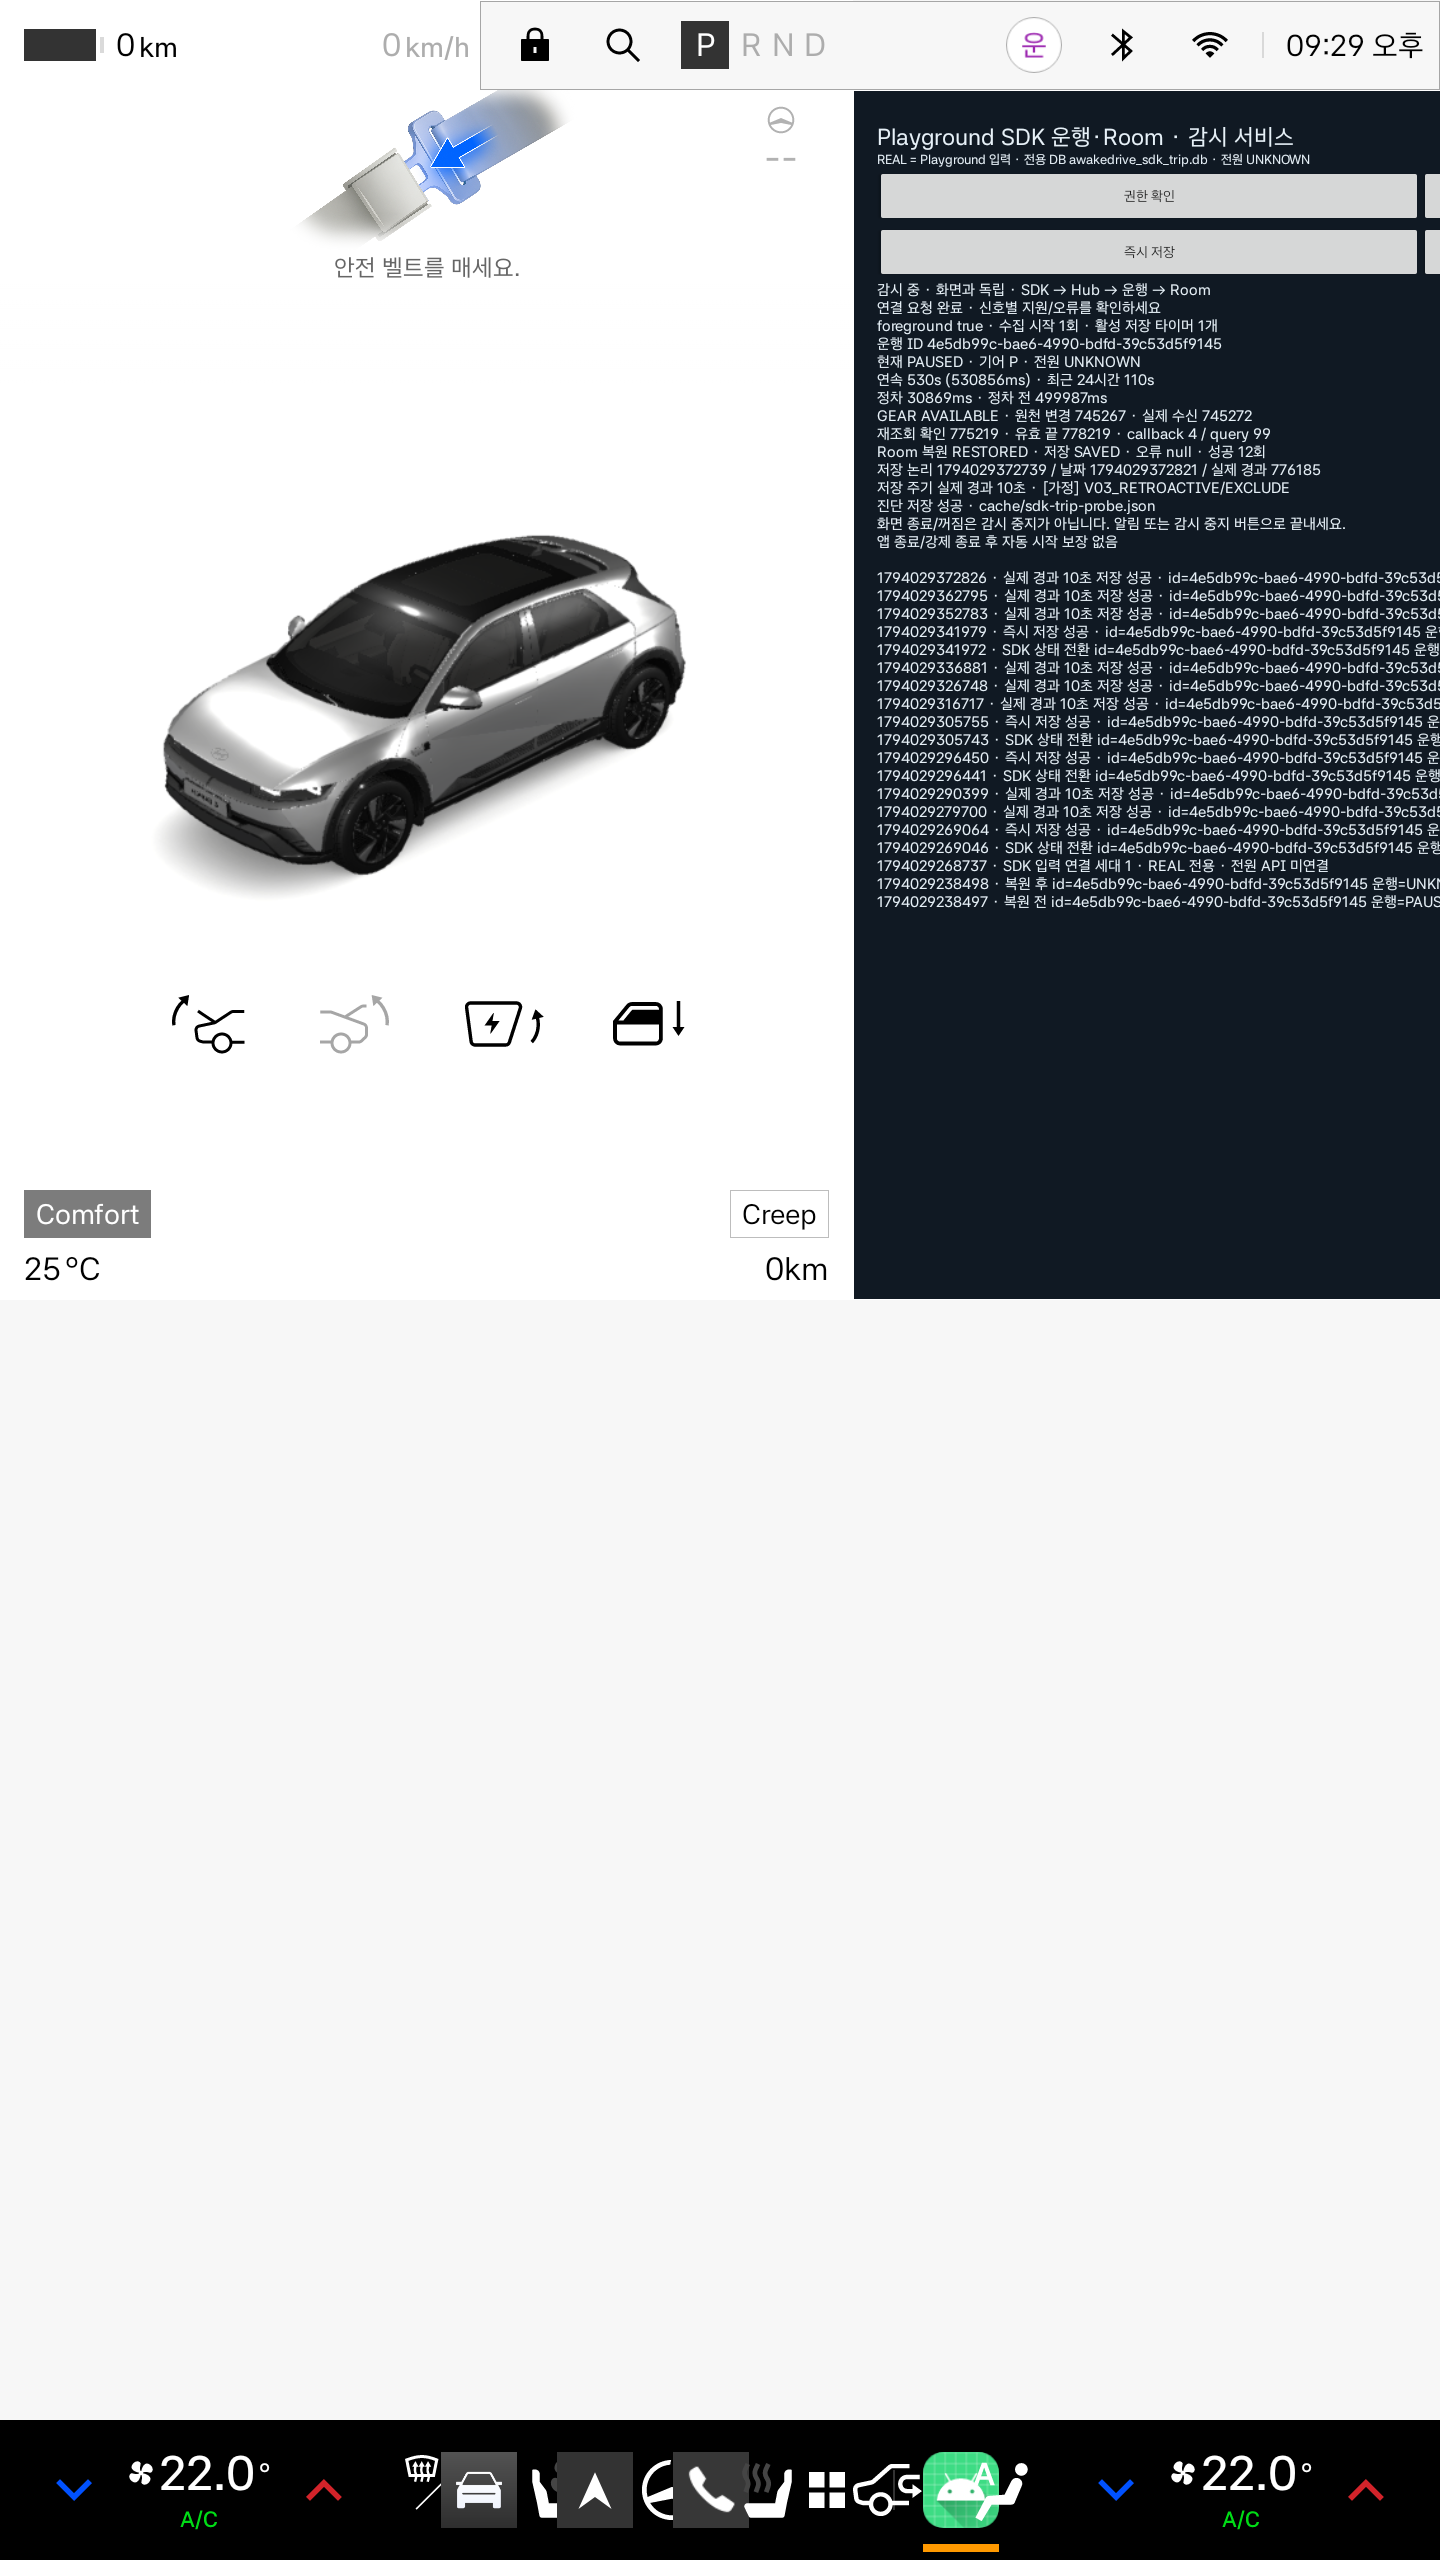 0 km 0 km/h P R N D 운 09:29 오후
안전 벨트를 매세요.
Comfort
Creep
25°C
0km
Playground SDK 운행·Room · 감시 서비스
REAL = Playground 입력 · 전용 DB awakedrive_sdk_trip.db · 전원 UNKNOWN
권한 확인
즉시 저장
감시 중 · 화면과 독립 · SDK → Hub → 운행 → Room
연결 요청 완료 · 신호별 지원/오류를 확인하세요
foreground true · 수집 시작 1회 · 활성 저장 타이머 1개
운행 ID 4e5db99c-bae6-4990-bdfd-39c53d5f9145
현재 PAUSED · 기어 P · 전원 UNKNOWN
연속 530s (530856ms) · 최근 24시간 110s
정차 30869ms · 정차 전 499987ms
GEAR AVAILABLE · 원천 변경 745267 · 실제 수신 745272
재조회 확인 775219 · 유효 끝 778219 · callback 4 / query 99
Room 복원 RESTORED · 저장 SAVED · 오류 null · 성공 12회
저장 논리 1794029372739 / 날짜 1794029372821 / 실제 경과 776185
저장 주기 실제 경과 10초 · [가정] V03_RETROACTIVE/EXCLUDE
진단 저장 성공 · cache/sdk-trip-probe.json
화면 종료/꺼짐은 감시 중지가 아닙니다. 알림 또는 감시 중지 버튼으로 끝내세요.
앱 종료/강제 종료 후 자동 시작 보장 없음
1794029372826 · 실제 경과 10초 저장 성공 · id=4e5db99c-bae6-4990-bdfd-39c53d5
1794029362795 · 실제 경과 10초 저장 성공 · id=4e5db99c-bae6-4990-bdfd-39c53d5
1794029352783 · 실제 경과 10초 저장 성공 · id=4e5db99c-bae6-4990-bdfd-39c53d5
1794029341979 · 즉시 저장 성공 · id=4e5db99c-bae6-4990-bdfd-39c53d5f9145 운
1794029341972 · SDK 상태 전환 id=4e5db99c-bae6-4990-bdfd-39c53d5f9145 운행
1794029336881 · 실제 경과 10초 저장 성공 · id=4e5db99c-bae6-4990-bdfd-39c53d5
1794029326748 · 실제 경과 10초 저장 성공 · id=4e5db99c-bae6-4990-bdfd-39c53d5
1794029316717 · 실제 경과 10초 저장 성공 · id=4e5db99c-bae6-4990-bdfd-39c53d5
1794029305755 · 즉시 저장 성공 · id=4e5db99c-bae6-4990-bdfd-39c53d5f9145 운
1794029305743 · SDK 상태 전환 id=4e5db99c-bae6-4990-bdfd-39c53d5f9145 운행
1794029296450 · 즉시 저장 성공 · id=4e5db99c-bae6-4990-bdfd-39c53d5f9145 운
1794029296441 · SDK 상태 전환 id=4e5db99c-bae6-4990-bdfd-39c53d5f9145 운행
1794029290399 · 실제 경과 10초 저장 성공 · id=4e5db99c-bae6-4990-bdfd-39c53d5
1794029279700 · 실제 경과 10초 저장 성공 · id=4e5db99c-bae6-4990-bdfd-39c53d5
1794029269064 · 즉시 저장 성공 · id=4e5db99c-bae6-4990-bdfd-39c53d5f9145 운
1794029269046 · SDK 상태 전환 id=4e5db99c-bae6-4990-bdfd-39c53d5f9145 운행
1794029268737 · SDK 입력 연결 세대 1 · REAL 전용 · 전원 API 미연결
1794029238498 · 복원 후 id=4e5db99c-bae6-4990-bdfd-39c53d5f9145 운행=UNKN
1794029238497 · 복원 전 id=4e5db99c-bae6-4990-bdfd-39c53d5f9145 운행=PAUS
22.0° A 22.0°
A/C A/C